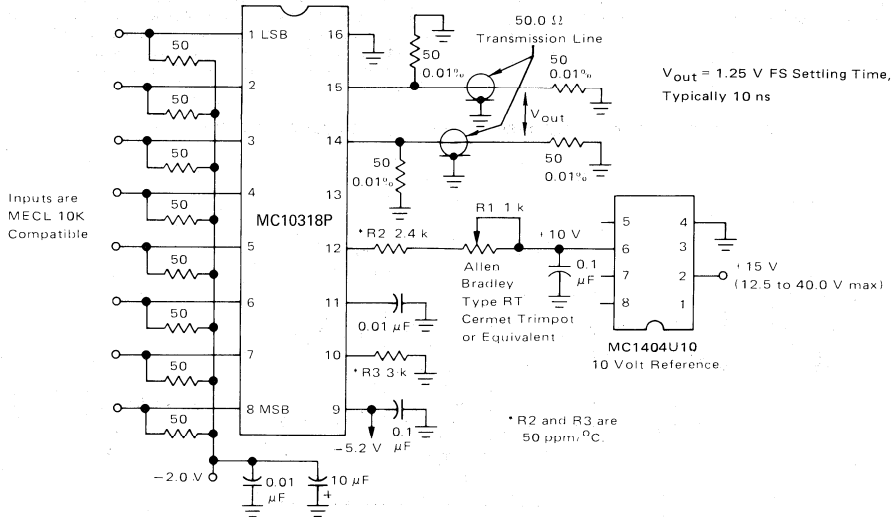 50.0 Ω
Transmission Line
1 LSB
16
50
50
0.01%
50
0.01%
V_out = 1.25 V FS Settling Time,
Typically 10 ns
2
15
50
V_out
3
14
50
50
0.01%
50
0.01%
Inputs are
MECL 10K
Compatible
4
13
50
MC10318P
R1 1 k
*R2 2.4 k
+10 V
5
12
50
5
4
6
3
7
2
8
1
Allen
Bradley
Type RT
Cermet Trimpot
or Equivalent
0.1
μF
+15 V
(12.5 to 40.0 V max)
6
11
50
0.01 μF
MC1404U10
10 Volt Reference
7
10
50
*R3 3 k
8 MSB
9
50
0.1
μF
−5.2 V
*R2 and R3 are
50 ppm/°C.
−2.0 V
0.01
μF
10 μF
+